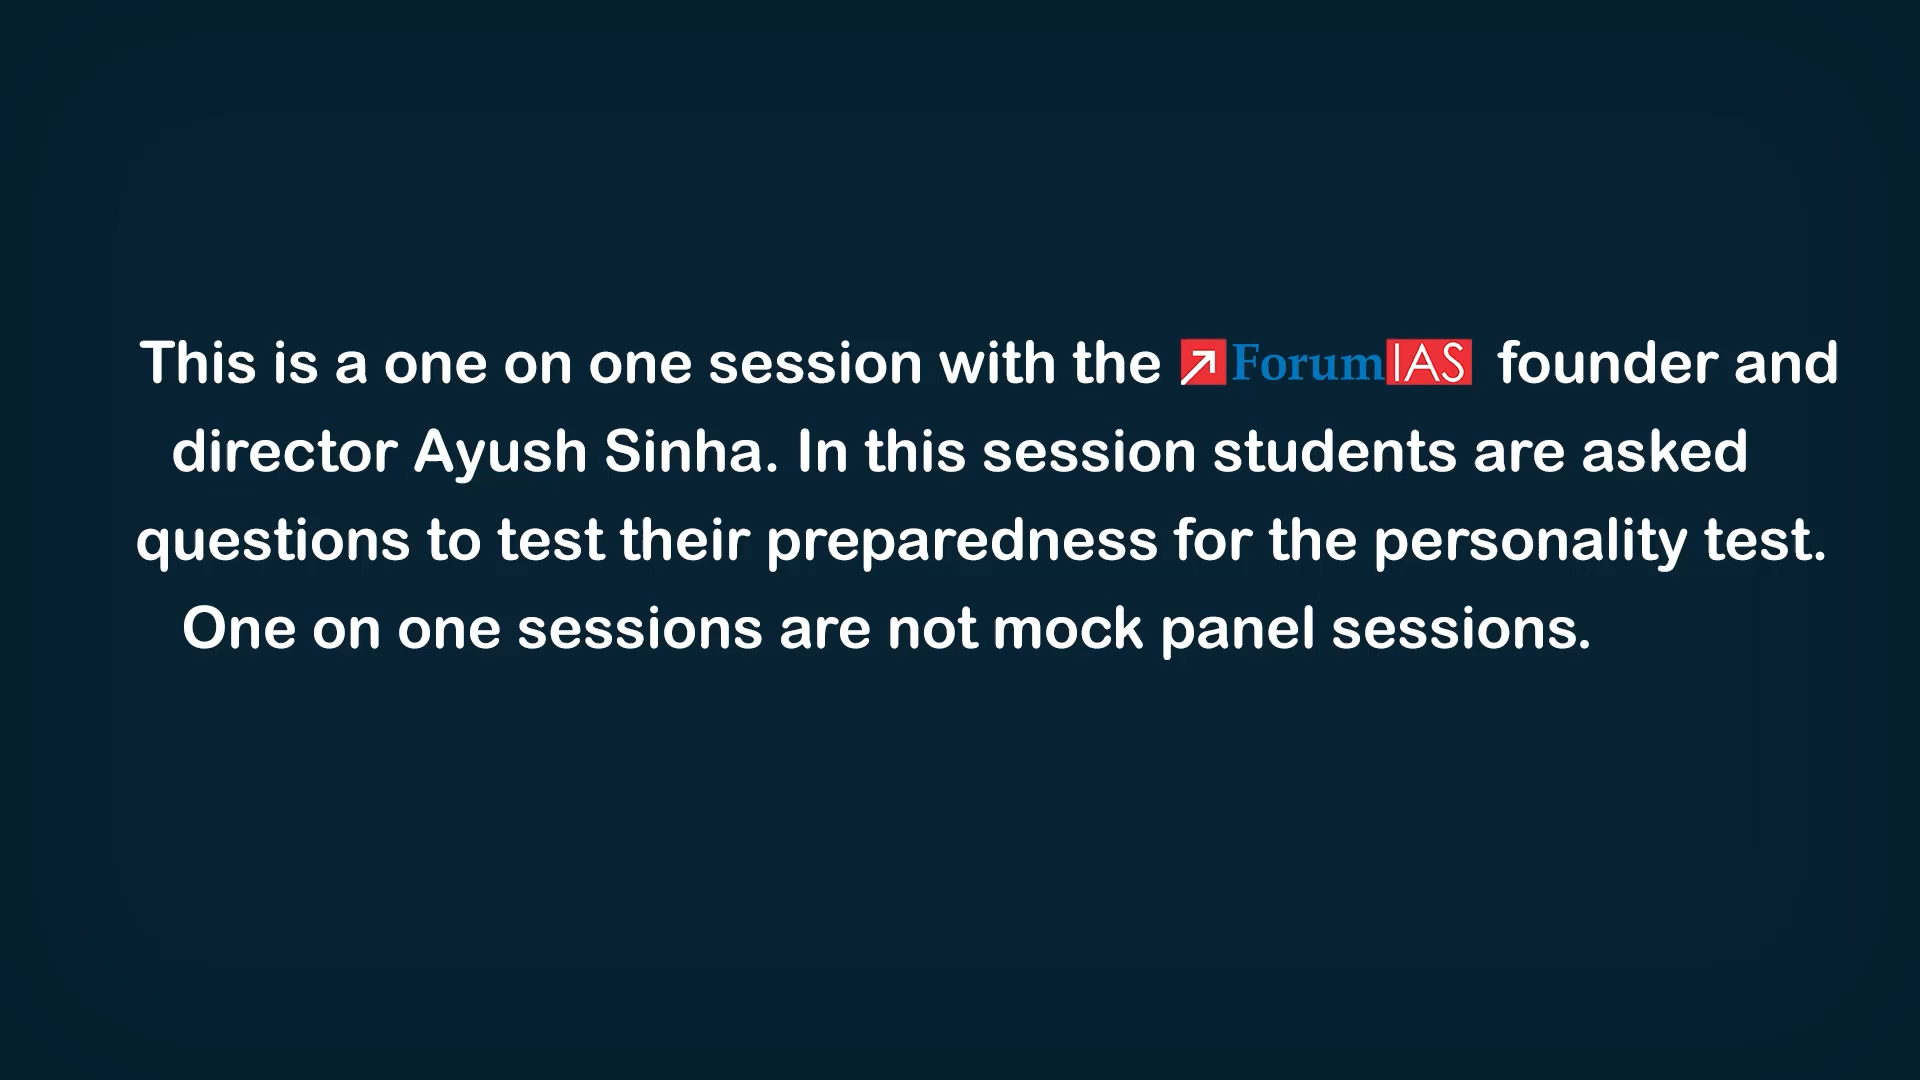 This is a one on one session with the ForumIAS founder and
director Ayush Sinha. In this session students are asked
questions to test their preparedness for the personality test.
One on one sessions are not mock panel sessions.